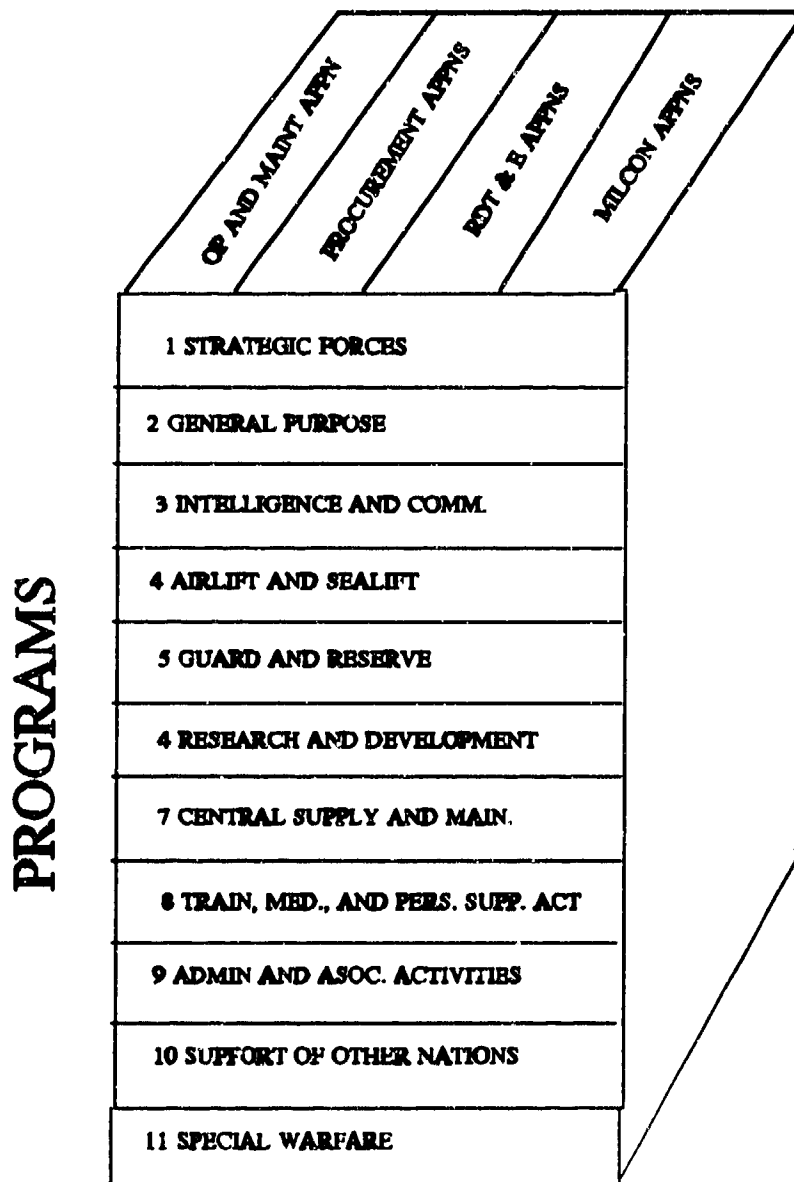 OP AND MAINT APPN
PROCUREMENT APPNS
RDT & E APPNS
MILCON APPNS
PROGRAMS
1 STRATEGIC FORCES
2 GENERAL PURPOSE
3 INTELLIGENCE AND COMM.
4 AIRLIFT AND SEALIFT
5 GUARD AND RESERVE
4 RESEARCH AND DEVELOPMENT
7 CENTRAL SUPPLY AND MAIN.
8 TRAIN, MED., AND PERS. SUPP. ACT
9 ADMIN AND ASOC. ACTIVITIES
10 SUPPORT OF OTHER NATIONS
11 SPECIAL WARFARE